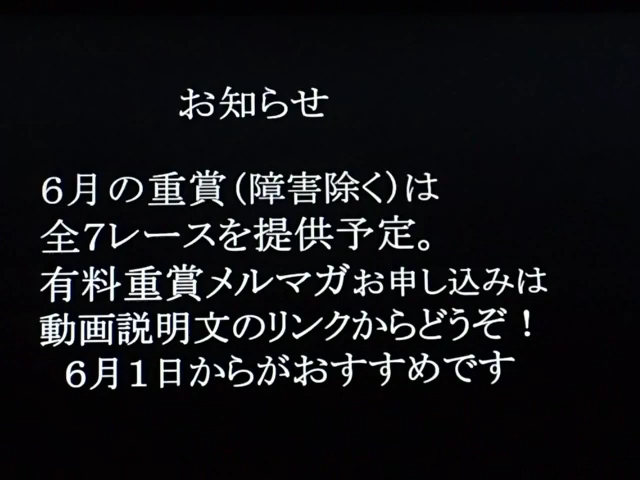 お知らせ
６月の重賞（障害除く）は
全７レースを提供予定。
有料重賞メルマガお申し込みは
動画説明文のリンクからどうぞ！
６月１日からがおすすめです